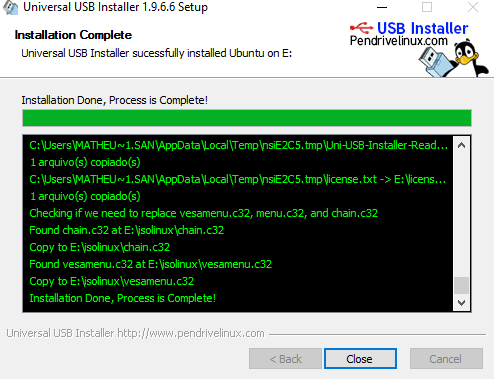 Universal USB Installer 1.9.6.6 Setup
Installation Complete
Universal USB Installer sucessfully installed Ubuntu on E:
USB Installer
Pendrivelinux.com
Installation Done, Process is Complete!
C:\Users\MATHEU~1.SAN\AppData\Local\Temp\nsiE2C5.tmp\Uni-USB-Installer-Read...
1 arquivo(s) copiado(s)
C:\Users\MATHEU~1.SAN\AppData\Local\Temp\nsiE2C5.tmp\license.txt -> E:\licens...
1 arquivo(s) copiado(s)
Checking if we need to replace vesamenu.c32, menu.c32, and chain.c32
Found chain.c32 at E:\isolinux\chain.c32
Copy to E:\isolinux\chain.c32
Found vesamenu.c32 at E:\isolinux\vesamenu.c32
Copy to E:\isolinux\vesamenu.c32
Installation Done, Process is Complete!
Universal USB Installer http://www.pendrivelinux.com
< Back
Close
Cancel